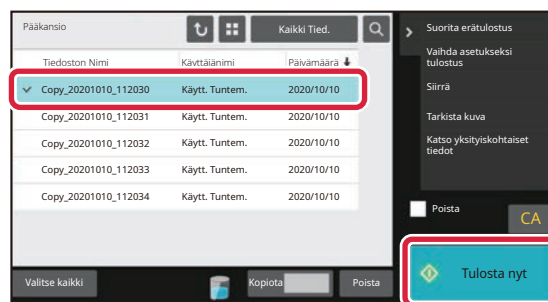 Pääkansio
Kaikki Tied.
Tiedoston Nimi Käyttäjänimi Päivämäärä
Copy_20201010_112030 Käytt. Tuntem. 2020/10/10
Copy_20201010_112031 Käytt. Tuntem. 2020/10/10
Copy_20201010_112032 Käytt. Tuntem. 2020/10/10
Copy_20201010_112033 Käytt. Tuntem. 2020/10/10
Copy_20201010_112034 Käytt. Tuntem. 2020/10/10
Valitse kaikki
Kopiota
Poista
Suorita erätulostus
Vaihda asetukseksi
tulostus
Siirrä
Tarkista kuva
Katso yksityiskohtaiset
tiedot
Poista
CA
Tulosta nyt